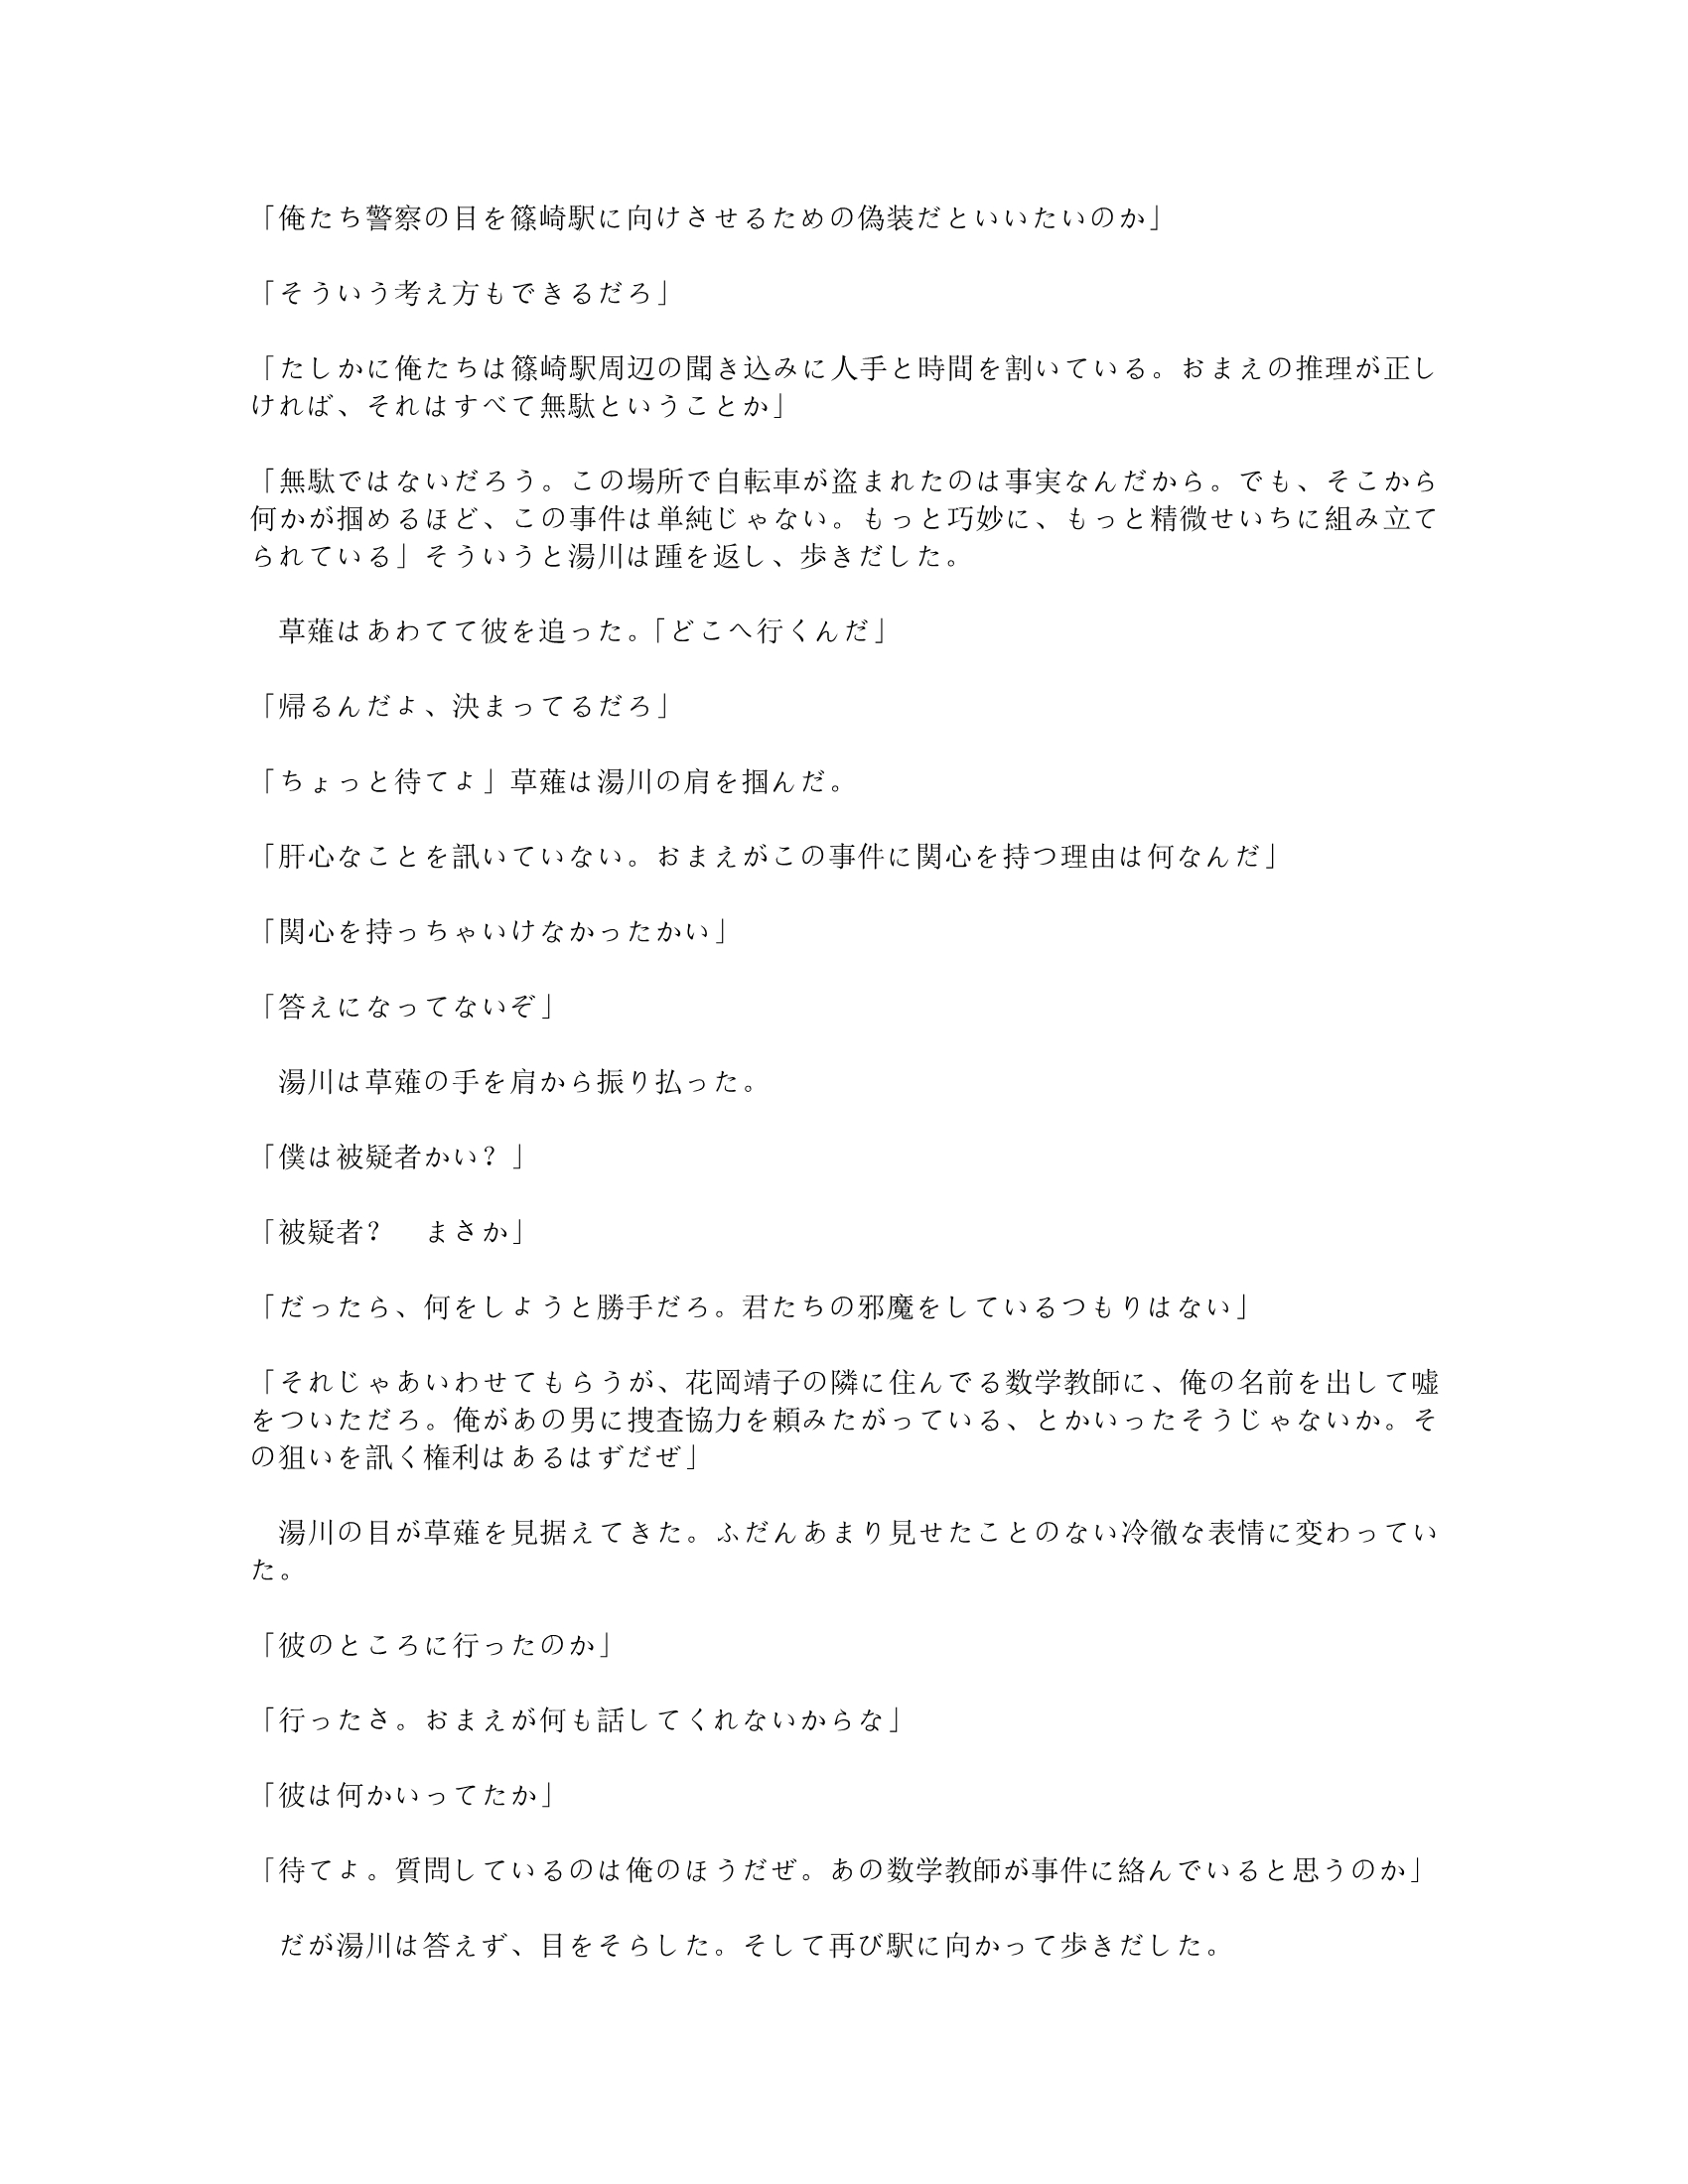 「俺たち警察の目を篠崎駅に向けさせるための偽装だといいたいのか」
「そういう考え方もできるだろ」
「たしかに俺たちは篠崎駅周辺の聞き込みに人手と時間を割いている。おまえの推理が正し
ければ、それはすべて無駄ということか」
「無駄ではないだろう。この場所で自転車が盗まれたのは事実なんだから。でも、そこから
何かが掴めるほど、この事件は単純じゃない。もっと巧妙に、もっと精微せいちに組み立て
られている」そういうと湯川は踵を返し、歩きだした。
　草薙はあわてて彼を追った。「どこへ行くんだ」
「帰るんだよ、決まってるだろ」
「ちょっと待てよ」草薙は湯川の肩を掴んだ。
「肝心なことを訊いていない。おまえがこの事件に関心を持つ理由は何なんだ」
「関心を持っちゃいけなかったかい」
「答えになってないぞ」
　湯川は草薙の手を肩から振り払った。
「僕は被疑者かい？」
「被疑者？　まさか」
「だったら、何をしようと勝手だろ。君たちの邪魔をしているつもりはない」
「それじゃあいわせてもらうが、花岡靖子の隣に住んでる数学教師に、俺の名前を出して嘘
をついただろ。俺があの男に捜査協力を頼みたがっている、とかいったそうじゃないか。そ
の狙いを訊く権利はあるはずだぜ」
　湯川の目が草薙を見据えてきた。ふだんあまり見せたことのない冷徹な表情に変わってい
た。
「彼のところに行ったのか」
「行ったさ。おまえが何も話してくれないからな」
「彼は何かいってたか」
「待てよ。質問しているのは俺のほうだぜ。あの数学教師が事件に絡んでいると思うのか」
　だが湯川は答えず、目をそらした。そして再び駅に向かって歩きだした。